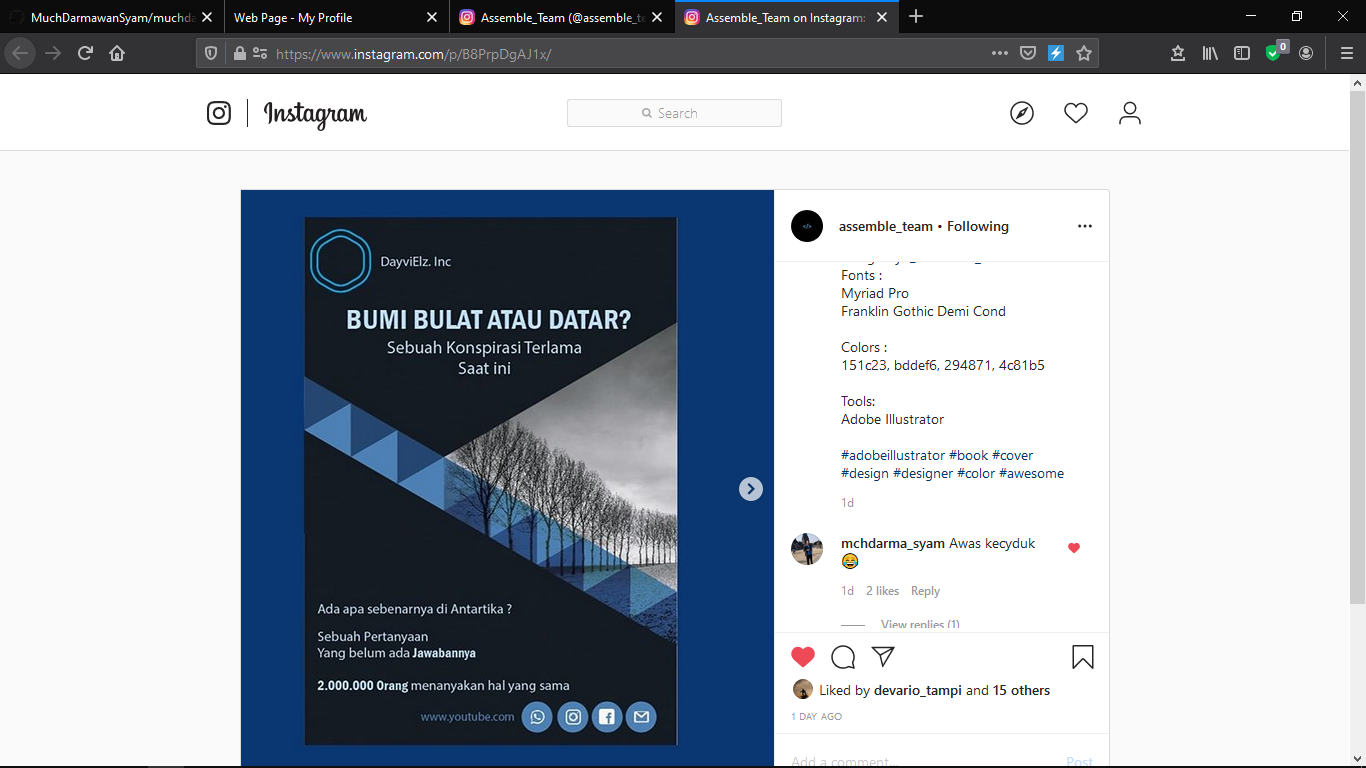 MuchDarmawanSyam/muchda
Web Page - My Profile
Assemble_Team (@assemble_te
Assemble_Team on Instagram:
https://www.instagram.com/p/B8PrpDgAJ1x/
0
Instagram
Search
DayviElz. Inc
BUMI BULAT ATAU DATAR?
Sebuah Konspirasi Terlama
Saat ini
Ada apa sebenarnya di Antartika ?
Sebuah Pertanyaan
Yang belum ada Jawabannya
2.000.000 Orang menanyakan hal yang sama
www.youtube.com
assemble_team • Following
Fonts :
Myriad Pro
Franklin Gothic Demi Cond
Colors :
151c23, bddef6, 294871, 4c81b5
Tools:
Adobe Illustrator
#adobeillustrator #book #cover
#design #designer #color #awesome
1d
mchdarma_syam Awas kecyduk
😂
1d 2 likes Reply
View replies (1)
Liked by devario_tampi and 15 others
1 DAY AGO
Add a comment... Post